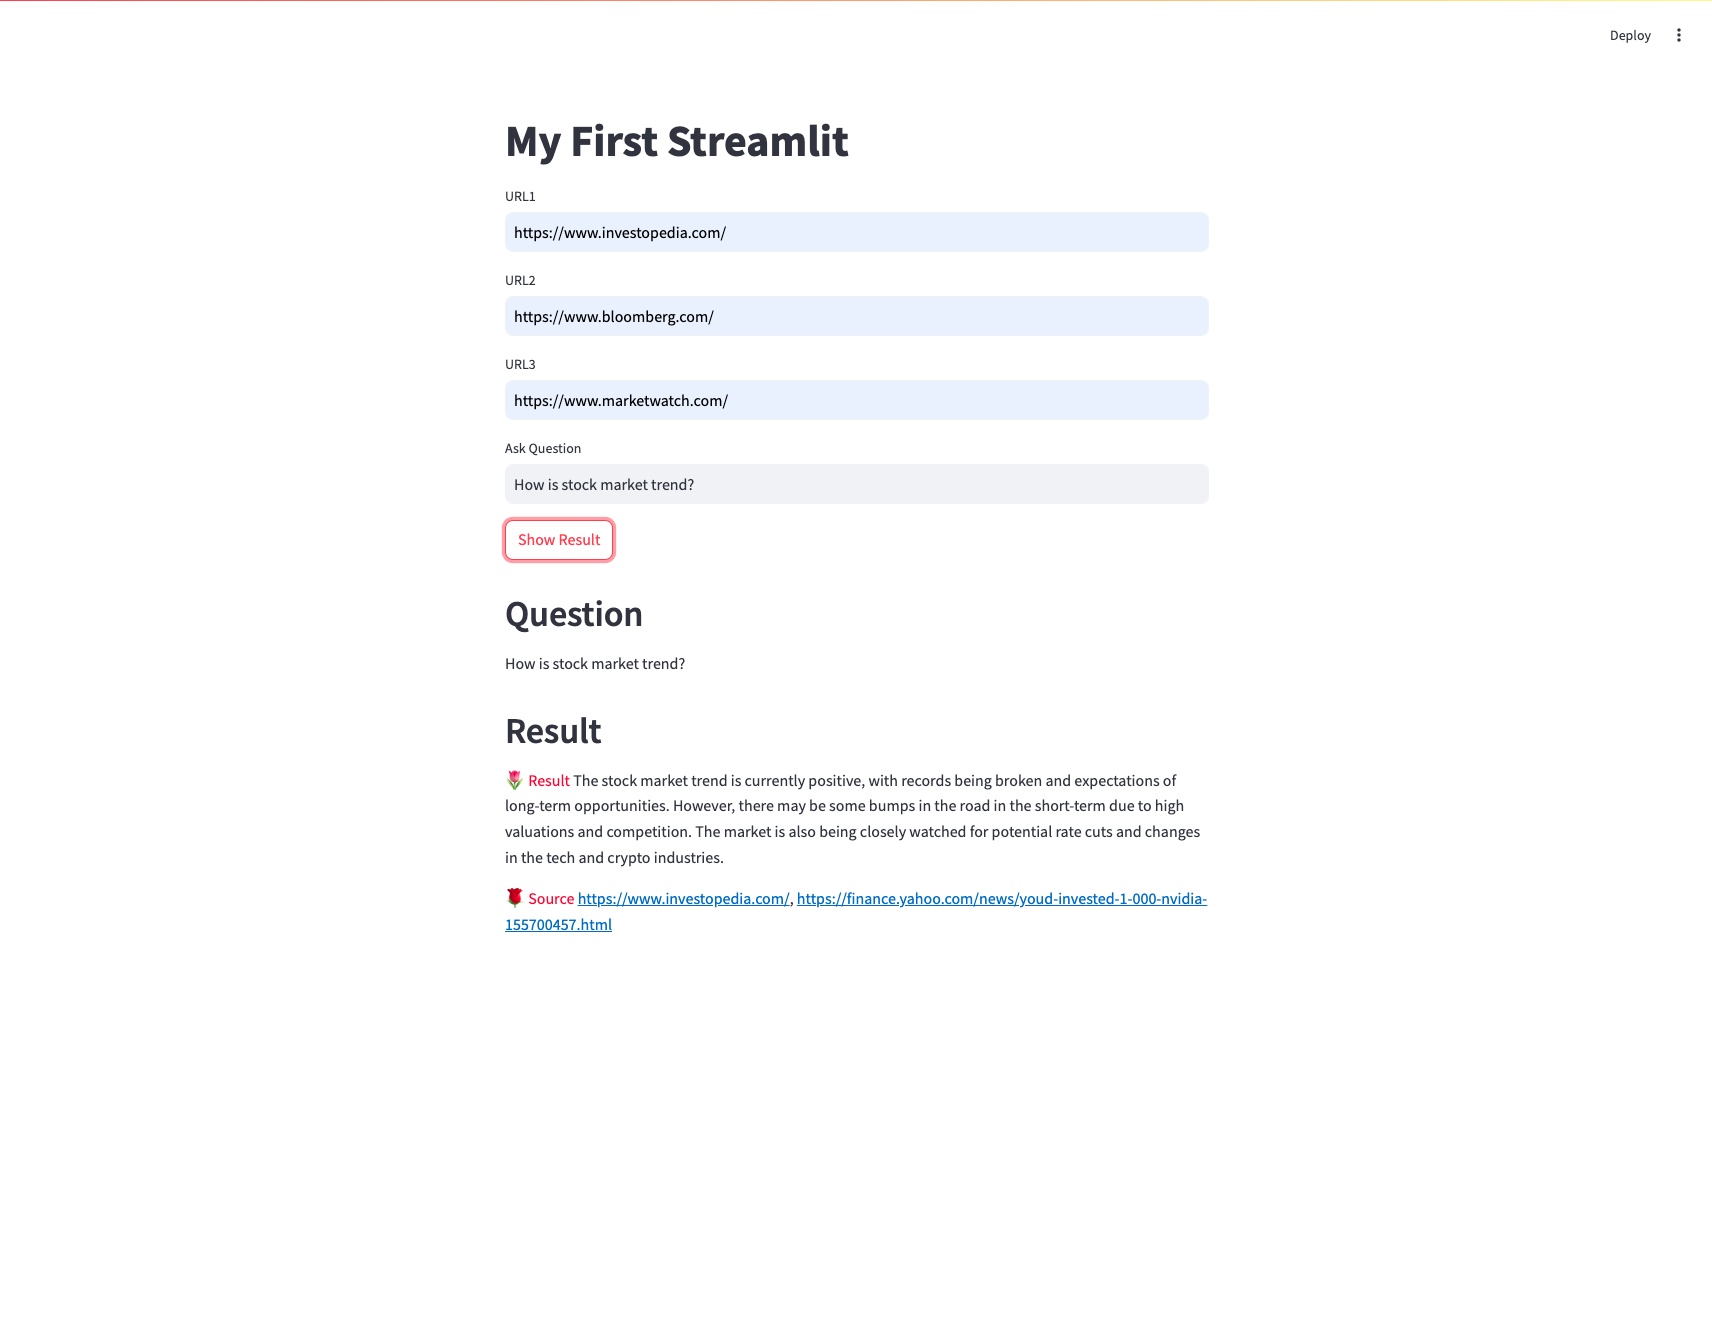 Deploy
My First Streamlit
URL1
https://www.investopedia.com/
URL2
https://www.bloomberg.com/
URL3
https://www.marketwatch.com/
Ask Question
How is stock market trend?
Show Result
Question
How is stock market trend?
Result
🌷 Result The stock market trend is currently positive, with records being broken and expectations of
long-term opportunities. However, there may be some bumps in the road in the short-term due to high
valuations and competition. The market is also being closely watched for potential rate cuts and changes
in the tech and crypto industries.
🌹 Source https://www.investopedia.com/, https://finance.yahoo.com/news/youd-invested-1-000-nvidia-
155700457.html